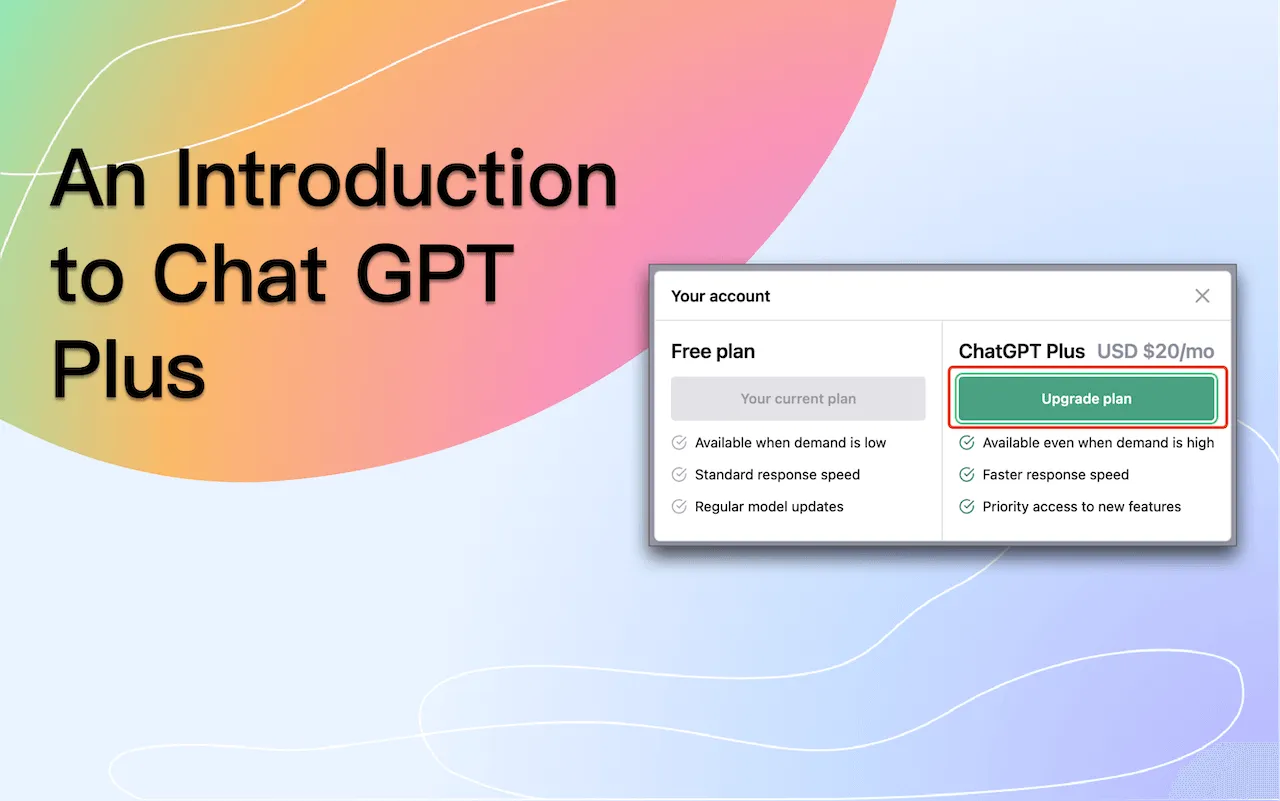 An Introduction
to Chat GPT
Plus
Your account
Free plan
Your current plan
Available when demand is low
Standard response speed
Regular model updates
ChatGPT Plus USD $20/mo
Upgrade plan
Available even when demand is high
Faster response speed
Priority access to new features